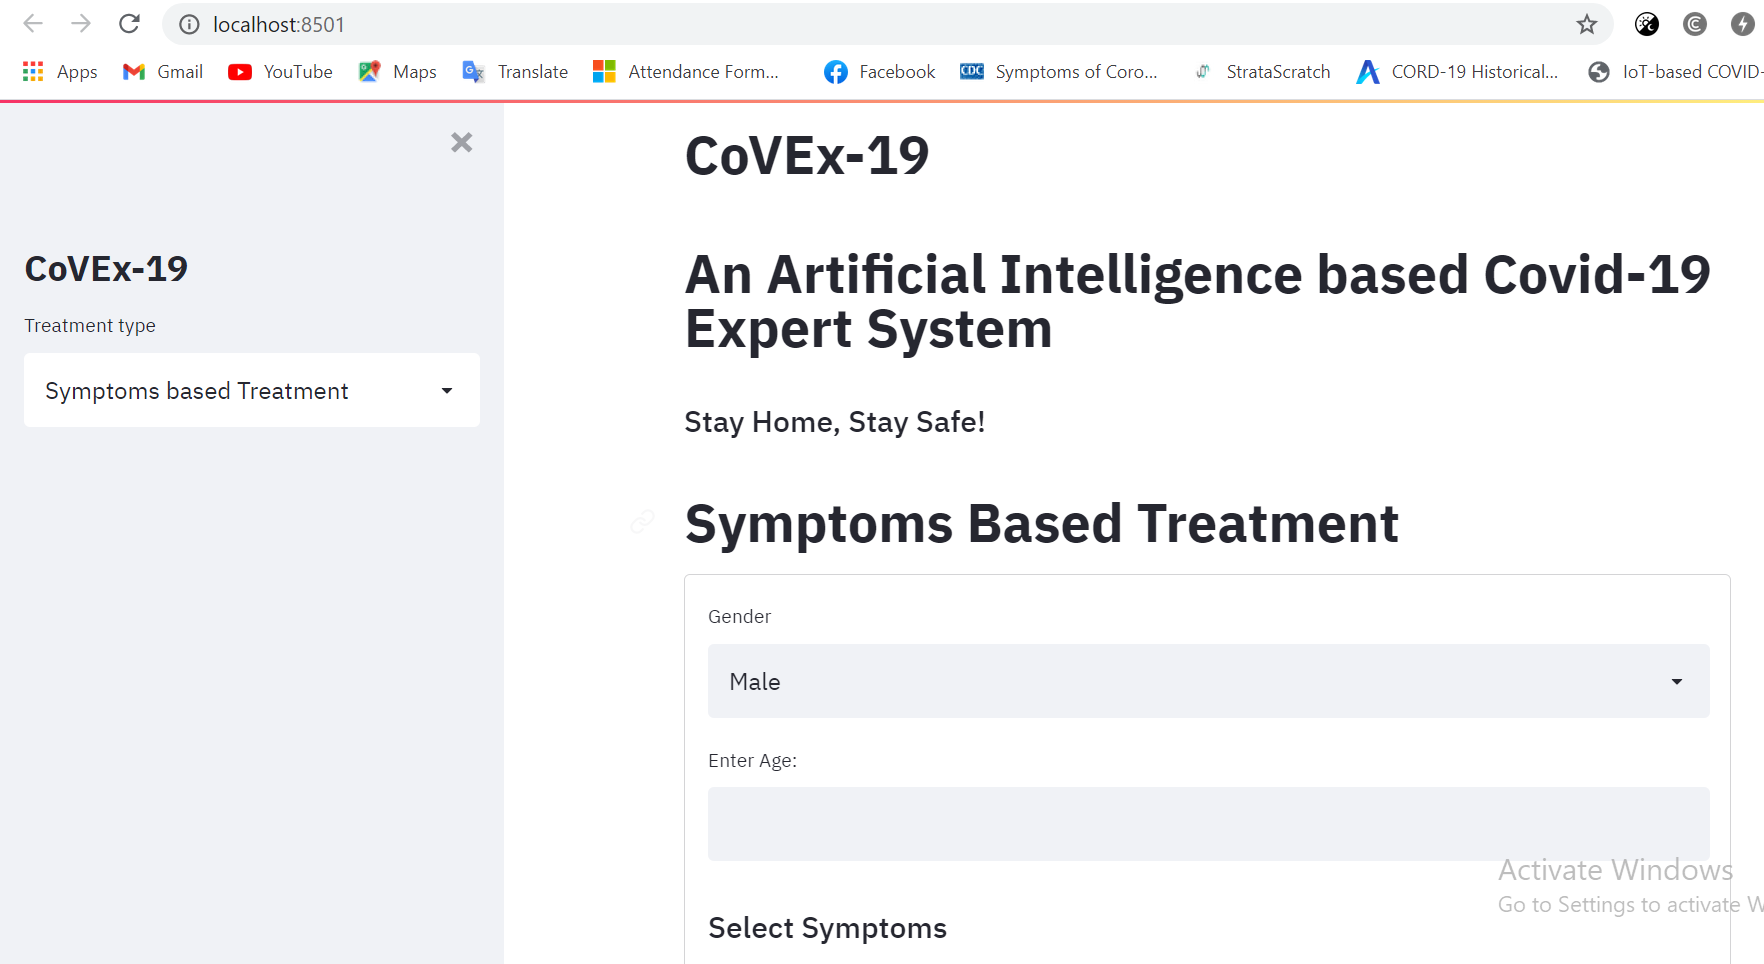 localhost:8501
Apps Gmail YouTube Maps Translate Attendance Form... Facebook CDC Symptoms of Coro... StrataScratch CORD-19 Historical... IoT-based COVID-
CoVEx-19
Treatment type
Symptoms based Treatment
CoVEx-19
An Artificial Intelligence based Covid-19
Expert System
Stay Home, Stay Safe!
Symptoms Based Treatment
Gender
Male
Enter Age:
Select Symptoms
Activate Windows
Go to Settings to activate W